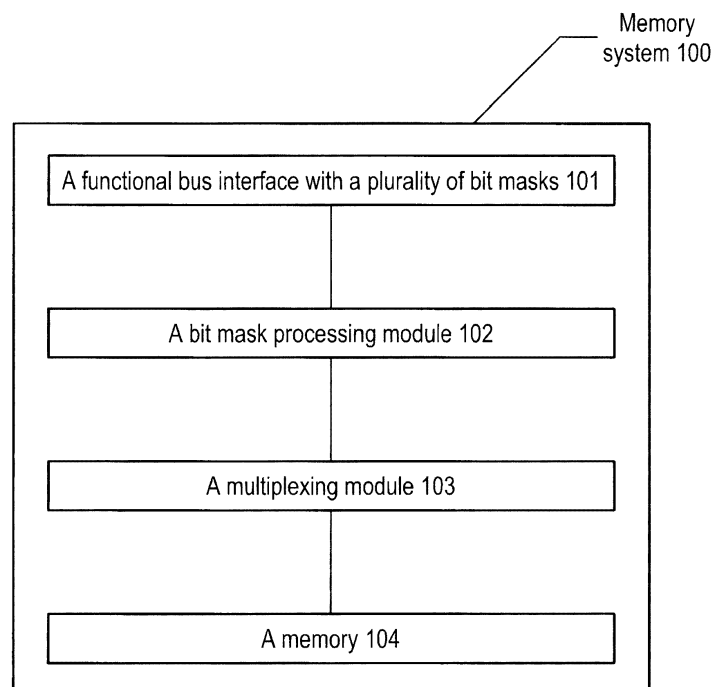 Memory
system 100
A functional bus interface with a plurality of bit masks 101
A bit mask processing module 102
A multiplexing module 103
A memory 104